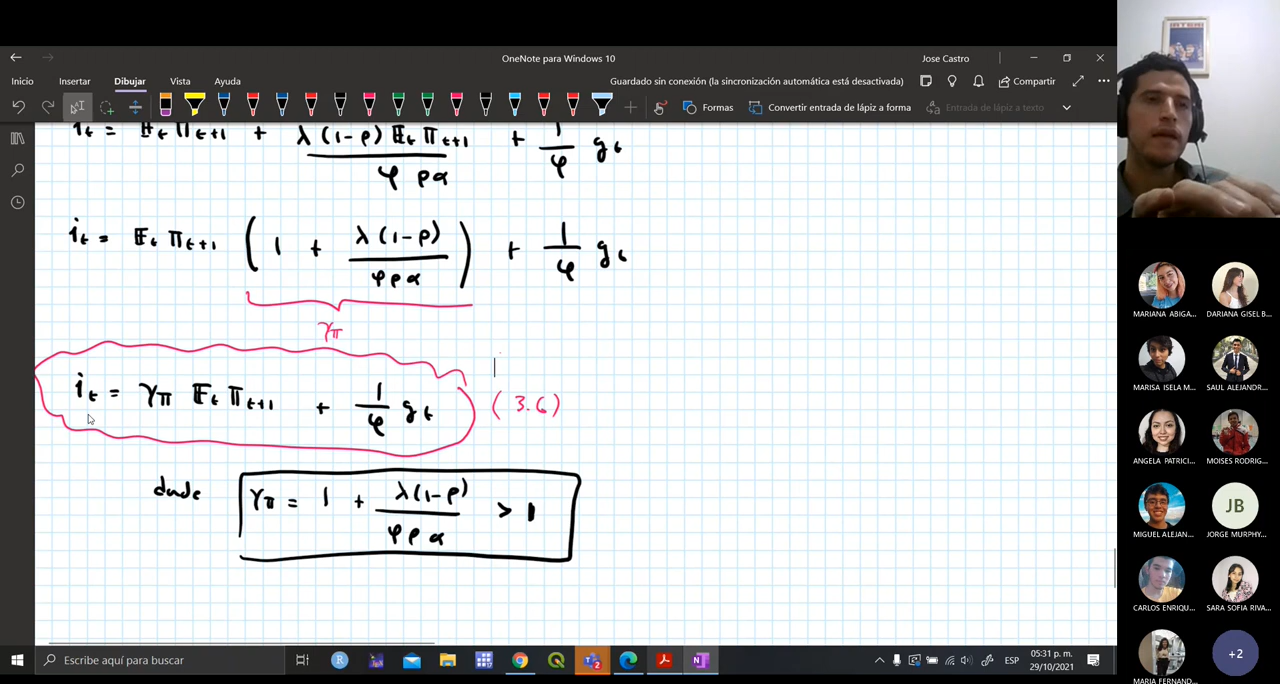 OneNote para Windows 10
Jose Castro
Inicio Insertar Dibujar Vista Ayuda
Guardado sin conexión (la sincronización automática está desactivada)
Compartir
Formas
Convertir entrada de lápiz a forma
Entrada de lápiz a texto
i_t = 𝔼_t π_{t+1} + λ(1-ρ) 𝔼_t π_{t+1} / φρα + 1/φ g_t
i_t = 𝔼_t π_{t+1} ( 1 + λ(1-ρ) / φρα ) + 1/φ g_t
γ_π
i_t = γ_π 𝔼_t π_{t+1} + 1/φ g_t (3.6)
donde γ_π = 1 + λ(1-ρ) / φρα > 1
MARIANA ABIGA...
DARIANA GISEL B...
MARISA ISELA M...
SAUL ALEJANDR...
ANGELA PATRICI...
MOISES RODRIG...
JB
MIGUEL ALEJAN...
JORGE MURPHY...
CARLOS ENRIQU...
SARA SOFIA RIVA...
+2
MARIA FERNAND...
Escribe aquí para buscar
ESP
05:31 p. m.
29/10/2021